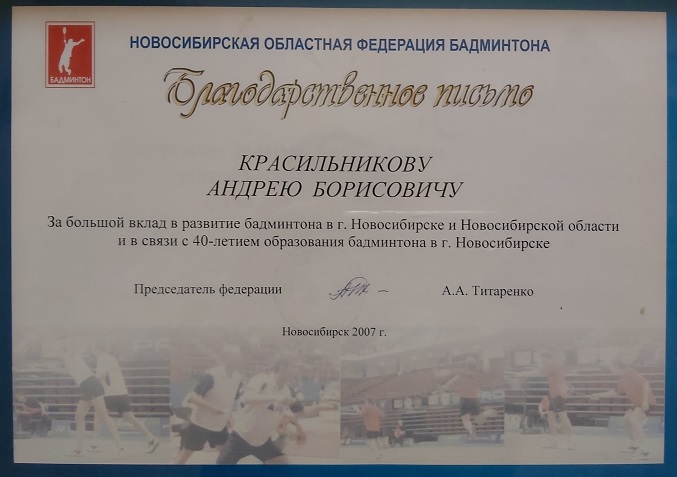 НОВОСИБИРСКАЯ ОБЛАСТНАЯ ФЕДЕРАЦИЯ БАДМИНТОНА
БАДМИНТОН
Благодарственное письмо
КРАСИЛЬНИКОВУ
АНДРЕЮ БОРИСОВИЧУ
За большой вклад в развитие бадминтона в г. Новосибирске и Новосибирской области
и в связи с 40-летием образования бадминтона в г. Новосибирске
Председатель федерации А.А. Титаренко
Новосибирск 2007 г.